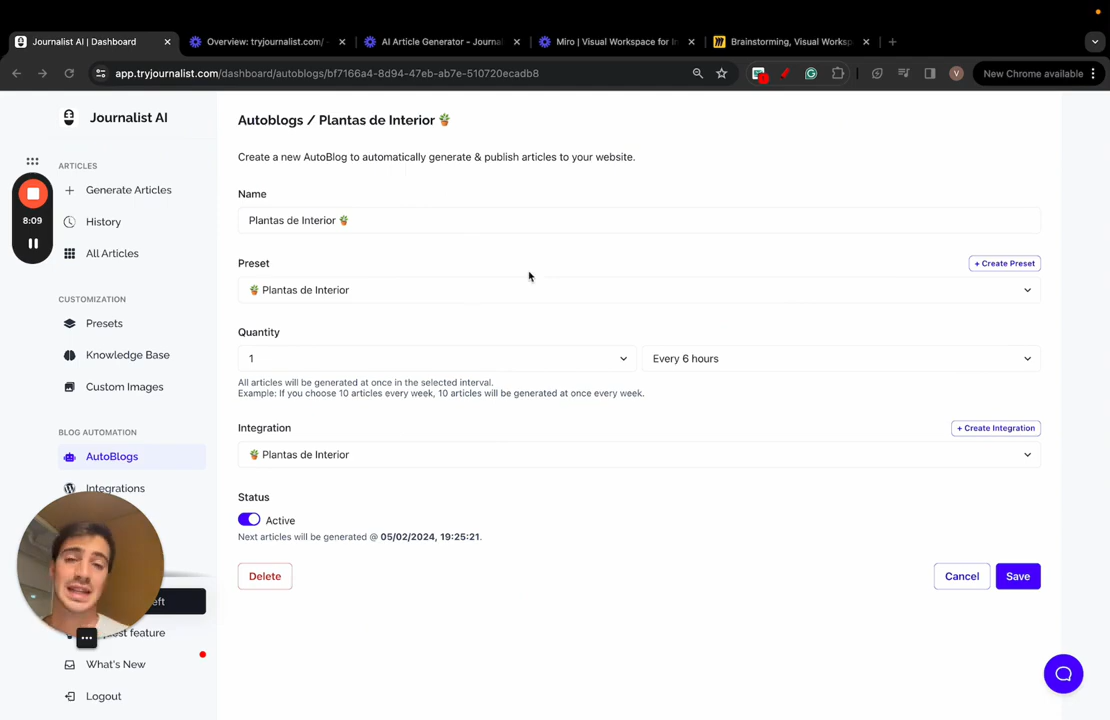 Journalist AI | Dashboard
Overview: tryjournalist.com/ -
AI Article Generator - Journa
Miro | Visual Workspace for In
Brainstorming, Visual Worksp
app.tryjournalist.com/dashboard/autoblogs/bf7166a4-8d94-47eb-ab7e-510720ecadb8
V
New Chrome available
Journalist AI
ARTICLES
Generate Articles
History
All Articles
CUSTOMIZATION
Presets
Knowledge Base
Custom Images
BLOG AUTOMATION
AutoBlogs
Integrations
What's New
Logout
8:09
Autoblogs / Plantas de Interior 🪴
Create a new AutoBlog to automatically generate & publish articles to your website.
Name
Plantas de Interior 🪴
Preset
+ Create Preset
🪴 Plantas de Interior
Quantity
1
Every 6 hours
All articles will be generated at once in the selected interval.
Example: If you choose 10 articles every week, 10 articles will be generated at once every week.
Integration
+ Create Integration
🪴 Plantas de Interior
Status
Active
Next articles will be generated @ 05/02/2024, 19:25:21.
Delete
Cancel
Save